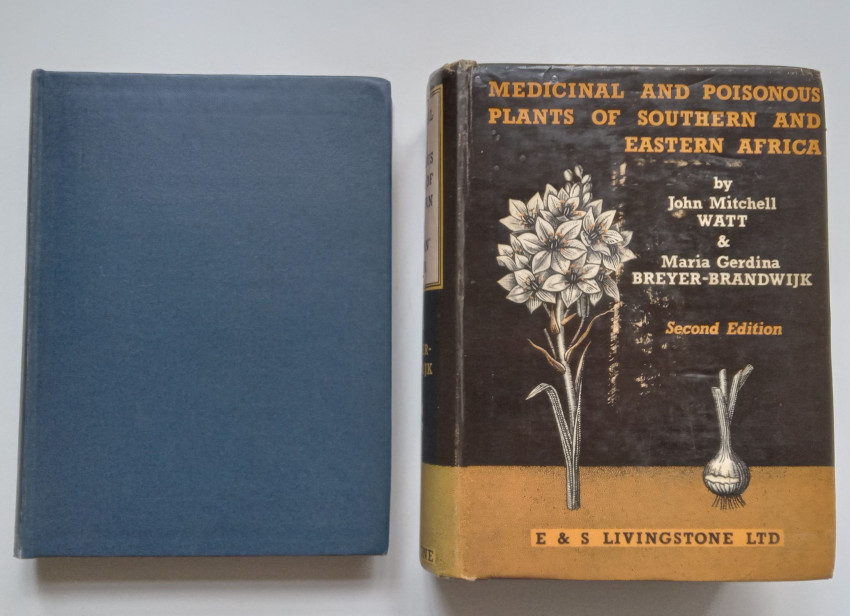 MEDICINAL AND POISONOUS
PLANTS OF SOUTHERN AND
EASTERN AFRICA
by
John Mitchell
WATT
&
Maria Gerdina
BREYER-BRANDWIJK
Second Edition
E & S LIVINGSTONE LTD